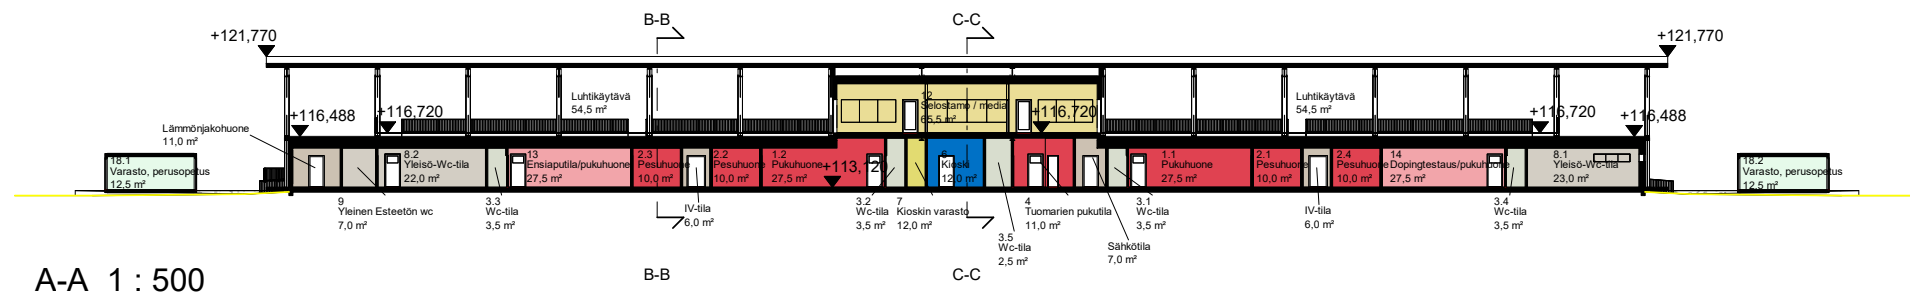 B-B
C-C
+121,770
+121,770
Luhtikäytävä
54,5 m²
12
Selostamo / media
65,5 m²
Luhtikäytävä
54,5 m²
+116,488
+116,720
+116,720
+116,720
+116,488
Lämmönjakohuone
11,0 m²
18.1
Varasto, perusopetus
12,5 m²
8.2
Yleisö-Wc-tila
22,0 m²
13
Ensiaputila/pukuhuone
27,5 m²
2.3
Pesuhuone
10,0 m²
2.2
Pesuhuone
10,0 m²
1.2
Pukuhuone
27,5 m²
+113,120
6
Kioski
12,0 m²
1.1
Pukuhuone
27,5 m²
2.1
Pesuhuone
10,0 m²
2.4
Pesuhuone
10,0 m²
14
Dopingtestaus/pukuhuone
27,5 m²
8.1
Yleisö-Wc-tila
23,0 m²
18.2
Varasto, perusopetus
12,5 m²
9
Yleinen Esteetön wc
7,0 m²
3.3
Wc-tila
3,5 m²
IV-tila
6,0 m²
3.2
Wc-tila
3,5 m²
7
Kioskin varasto
12,0 m²
3.5
Wc-tila
2,5 m²
4
Tuomarien pukutila
11,0 m²
Sähkötila
7,0 m²
3.1
Wc-tila
3,5 m²
IV-tila
6,0 m²
3.4
Wc-tila
3,5 m²
B-B
C-C
A-A 1 : 500